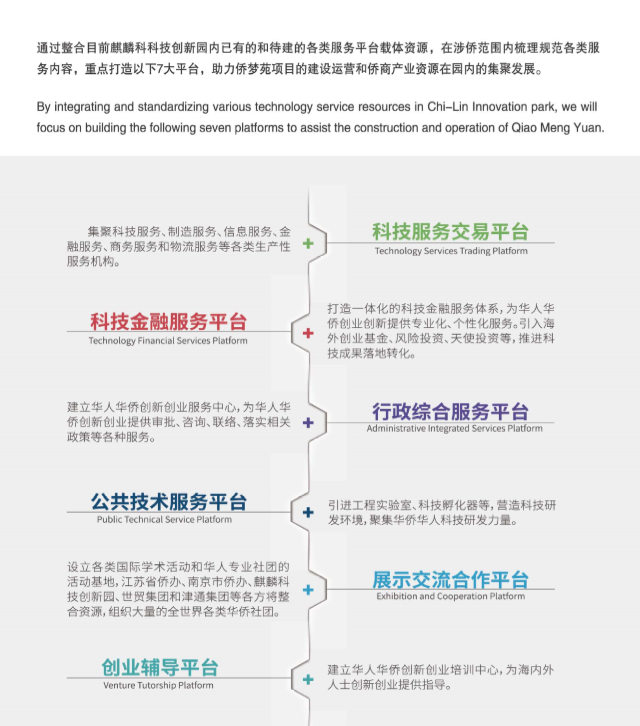 通过整合目前麒麟科科技创新园内已有的和待建的各类服务平台载体资源，在涉侨范围内梳理规范各类服
务内容，重点打造以下7大平台，助力侨梦苑项目的建设运营和侨商产业资源在园内的集聚发展。
By integrating and standardizing various technology service resources in Chi-Lin Innovation park, we will
focus on building the following seven platforms to assist the construction and operation of Qiao Meng Yuan.
集聚科技服务、制造服务、信息服务、金
融服务、商务服务和物流服务等各类生产性
服务机构。
科技服务交易平台
Technology Services Trading Platform
科技金融服务平台
Technology Financial Services Platform
打造一体化的科技金融服务体系，为华人华
侨创业创新提供专业化、个性化服务。引入海
外创业基金、风险投资、天使投资等，推进科
技成果落地转化。
建立华人华侨创新创业服务中心，为华人华
侨创新创业提供审批、咨询、联络、落实相关
政策等各种服务。
行政综合服务平台
Administrative Integrated Services Platform
公共技术服务平台
Public Technical Service Platform
引进工程实验室、科技孵化器等，营造科技研
发环境，聚集华侨华人科技研发力量。
设立各类国际学术活动和华人专业社团的
活动基地，江苏省侨办、南京市侨办、麒麟科
技创新园、世贸集团和津通集团等各方将整
合资源，组织大量的全世界各类华侨社团。
展示交流合作平台
Exhibition and Cooperation Platform
创业辅导平台
Venture Tutorship Platform
建立华人华侨创新创业培训中心，为海内外
人士创新创业提供指导。